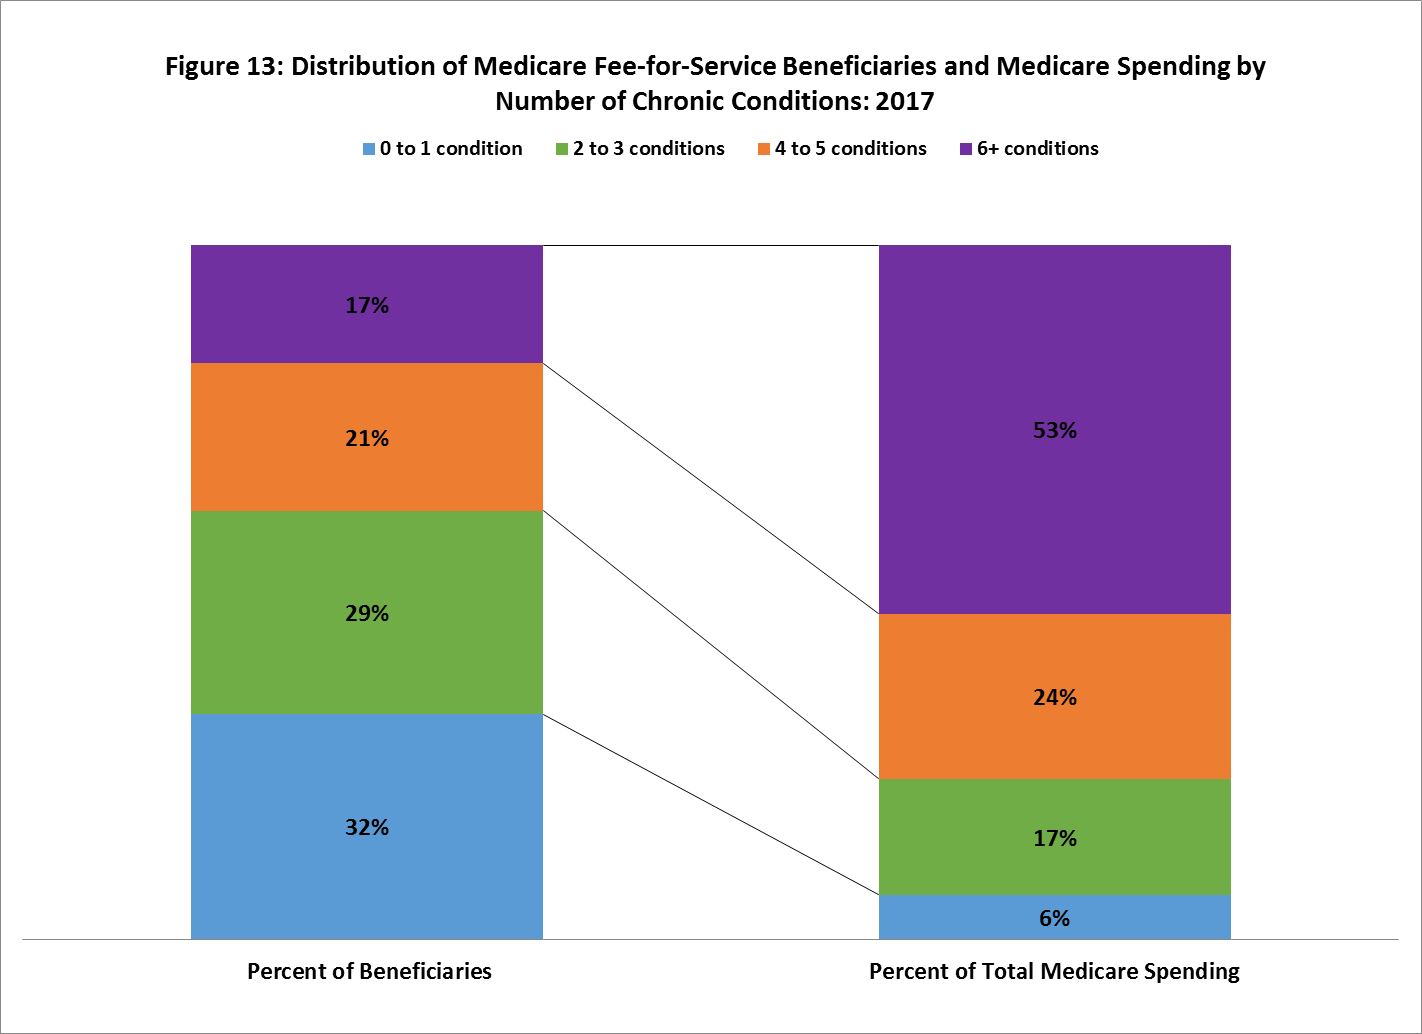 Figure 13: Distribution of Medicare Fee-for-Service Beneficiaries and Medicare Spending by
Number of Chronic Conditions: 2017
0 to 1 condition 2 to 3 conditions 4 to 5 conditions 6+ conditions
17%
21%
29%
32%
53%
24%
17%
6%
Percent of Beneficiaries Percent of Total Medicare Spending